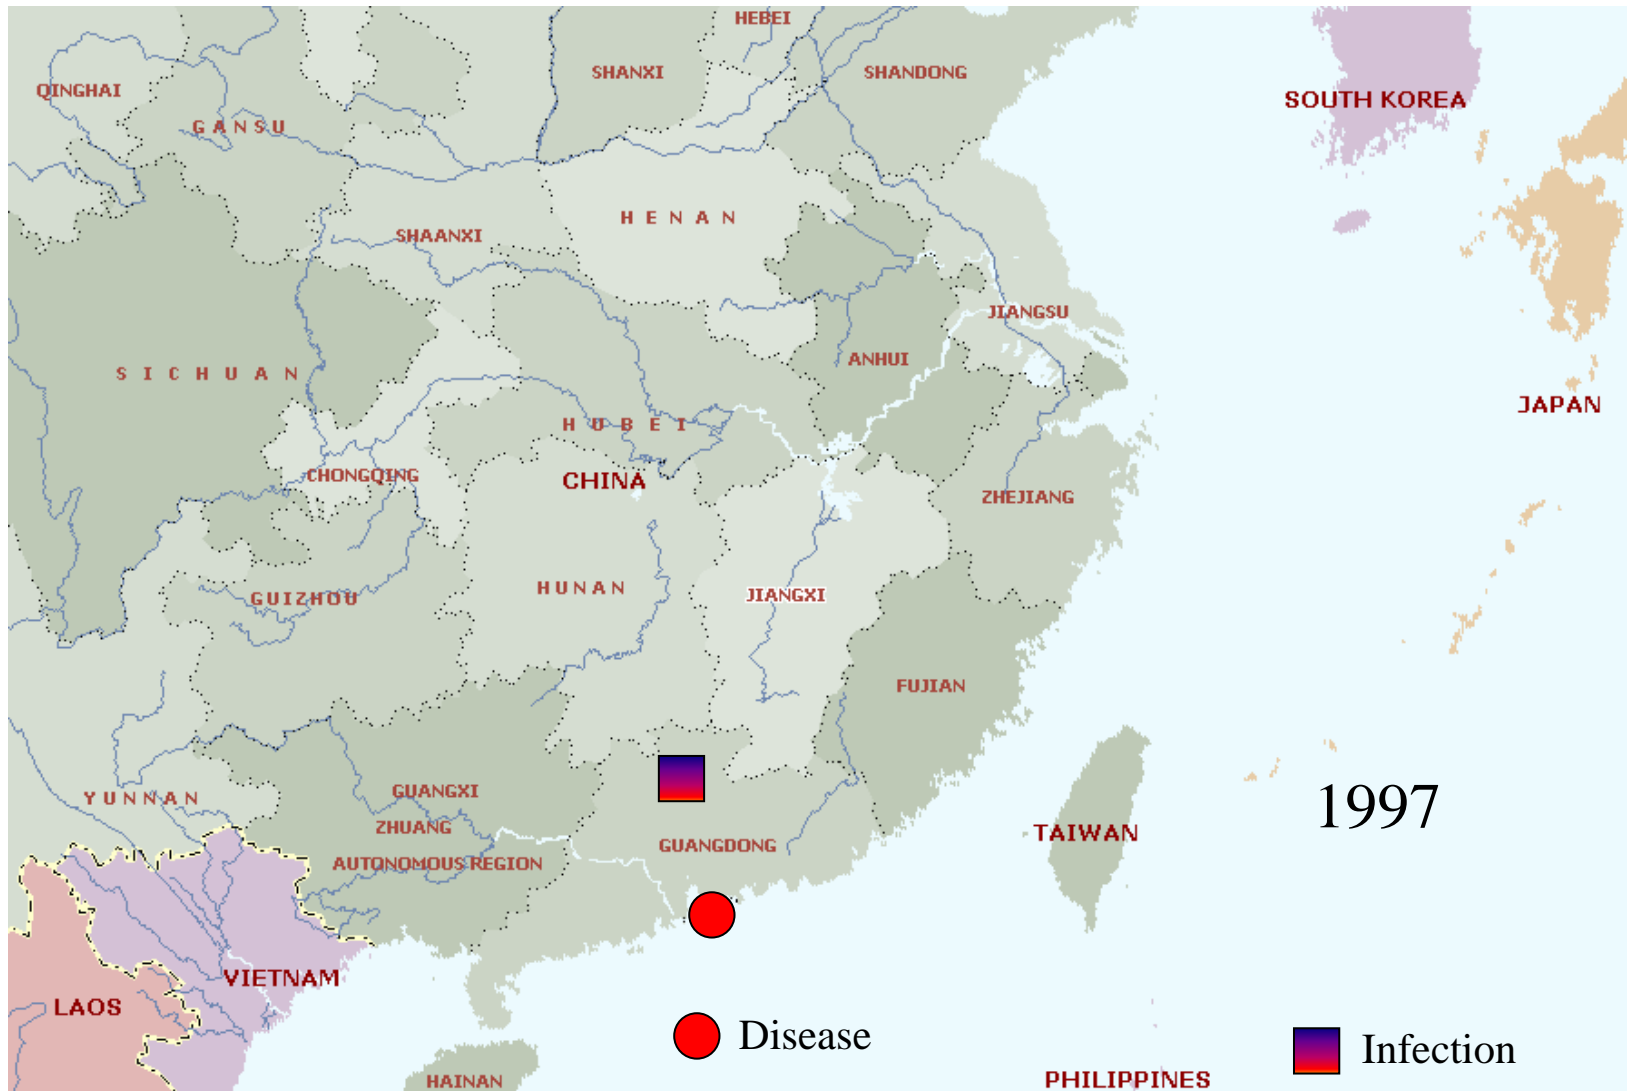 HEBEI
SHANXI
SHANDONG
QINGHAI
SOUTH KOREA
GANSU
HENAN
SHAANXI
JIANGSU
ANHUI
SICHUAN
JAPAN
HUBEI
CHONGQING
CHINA
ZHEJIANG
HUNAN
JIANGXI
GUIZHOU
FUJIAN
GUANGXI
ZHUANG
AUTONOMOUS REGION
YUNNAN
1997
TAIWAN
GUANGDONG
VIETNAM
LAOS
Disease
Infection
HAINAN
PHILIPPINES